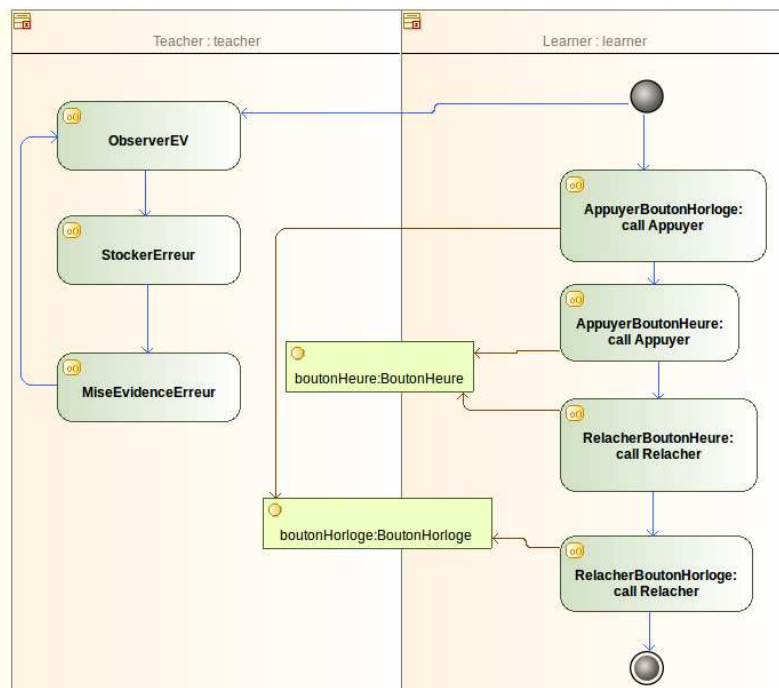 Teacher : teacher
Learner : learner
ObserverEV
StockerErreur
MiseEvidenceErreur
AppuyerBoutonHorloge:
call Appuyer
AppuyerBoutonHeure:
call Appuyer
boutonHeure:BoutonHeure
RelacherBoutonHeure:
call Relacher
boutonHorloge:BoutonHorloge
RelacherBoutonHorloge:
call Relacher